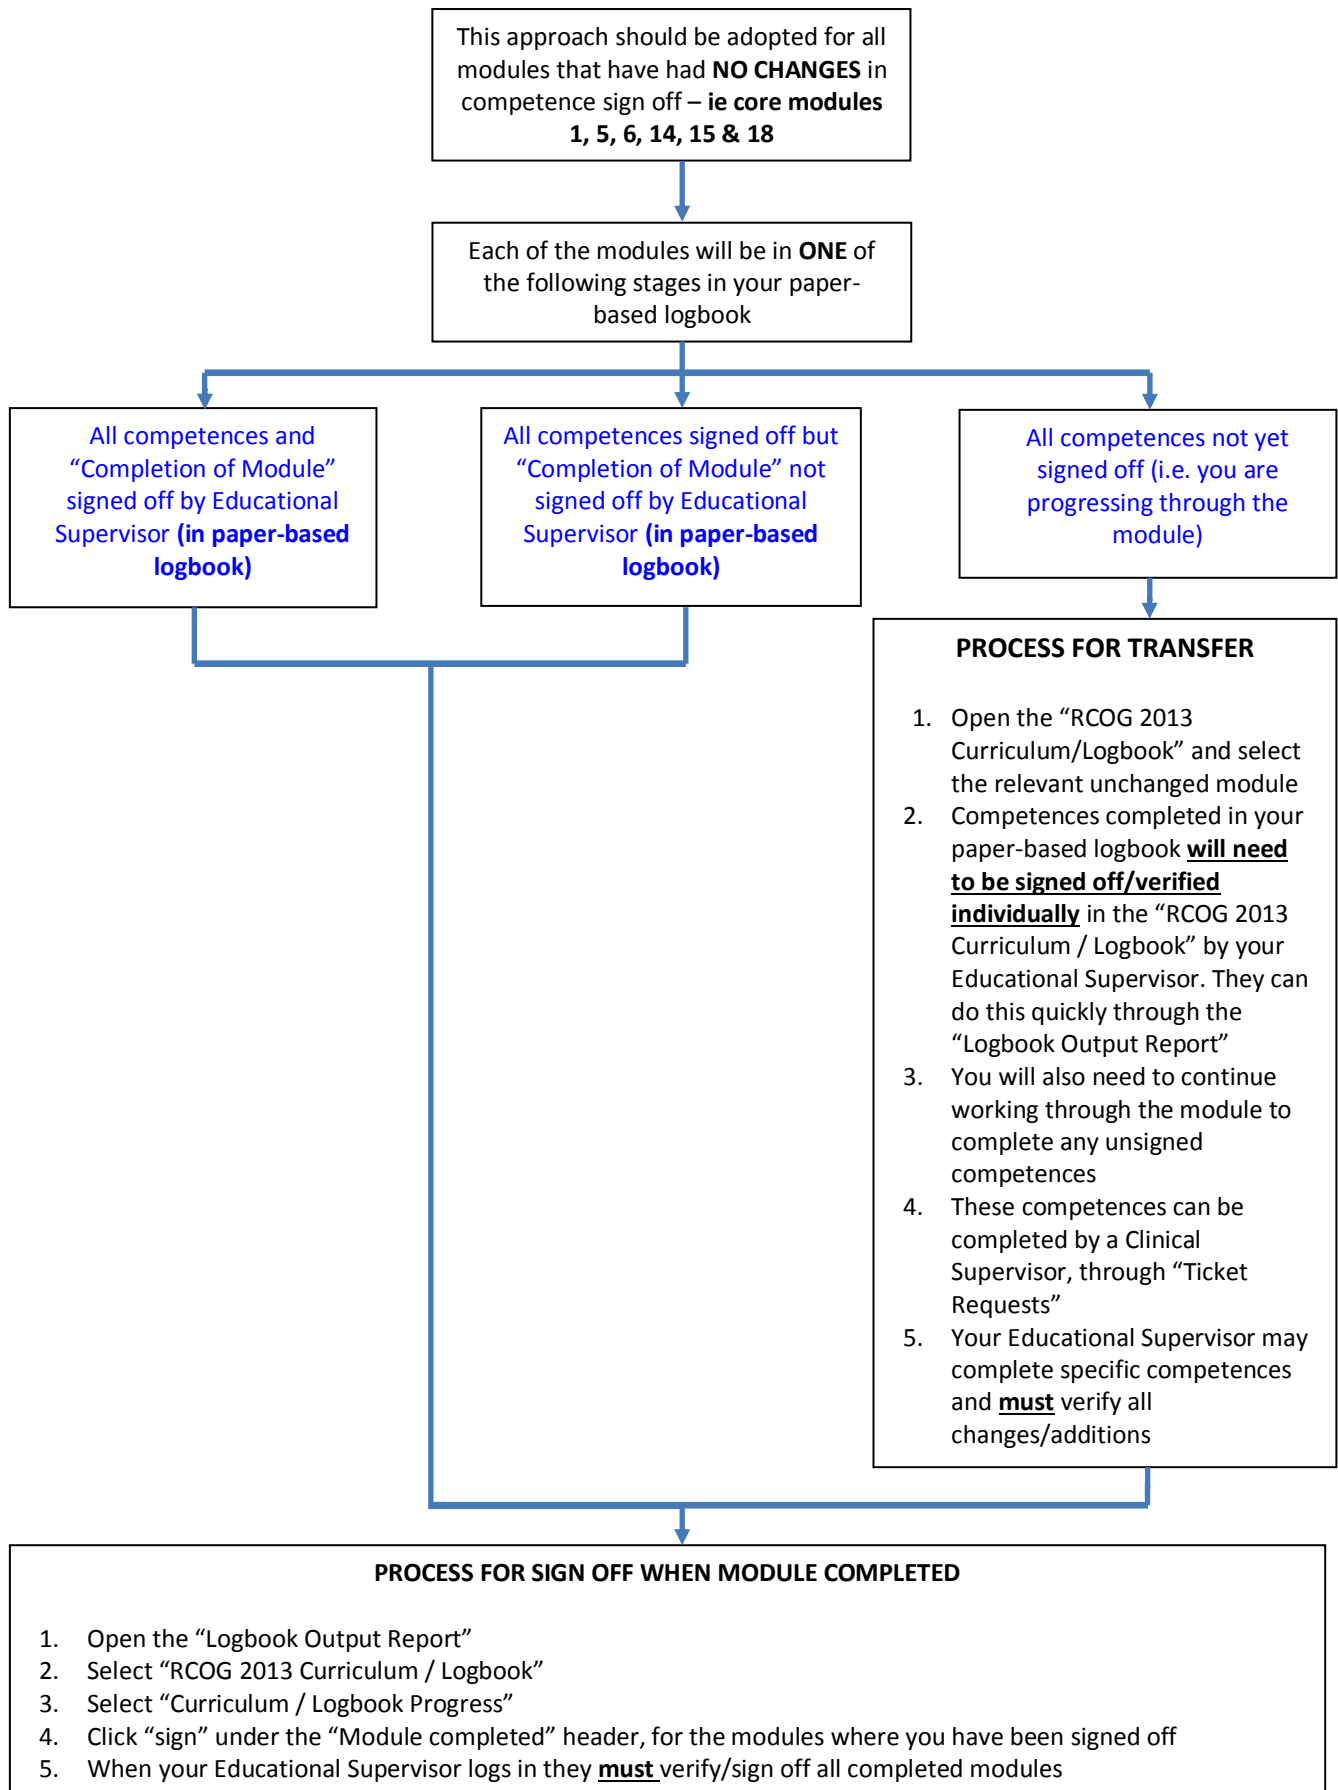 This approach should be adopted for all
modules that have had NO CHANGES in
competence sign off – ie core modules
1, 5, 6, 14, 15 & 18
Each of the modules will be in ONE of
the following stages in your paper-
based logbook
All competences and
“Completion of Module”
signed off by Educational
Supervisor (in paper-based
logbook)
All competences signed off but
“Completion of Module” not
signed off by Educational
Supervisor (in paper-based
logbook)
All competences not yet
signed off (i.e. you are
progressing through the
module)
PROCESS FOR TRANSFER
1. Open the “RCOG 2013
Curriculum/Logbook” and select
the relevant unchanged module
2. Competences completed in your
paper-based logbook will need
to be signed off/verified
individually in the “RCOG 2013
Curriculum / Logbook” by your
Educational Supervisor. They can
do this quickly through the
“Logbook Output Report”
3. You will also need to continue
working through the module to
complete any unsigned
competences
4. These competences can be
completed by a Clinical
Supervisor, through “Ticket
Requests”
5. Your Educational Supervisor may
complete specific competences
and must verify all
changes/additions
PROCESS FOR SIGN OFF WHEN MODULE COMPLETED
1. Open the “Logbook Output Report”
2. Select “RCOG 2013 Curriculum / Logbook”
3. Select “Curriculum / Logbook Progress”
4. Click “sign” under the “Module completed” header, for the modules where you have been signed off
5. When your Educational Supervisor logs in they must verify/sign off all completed modules